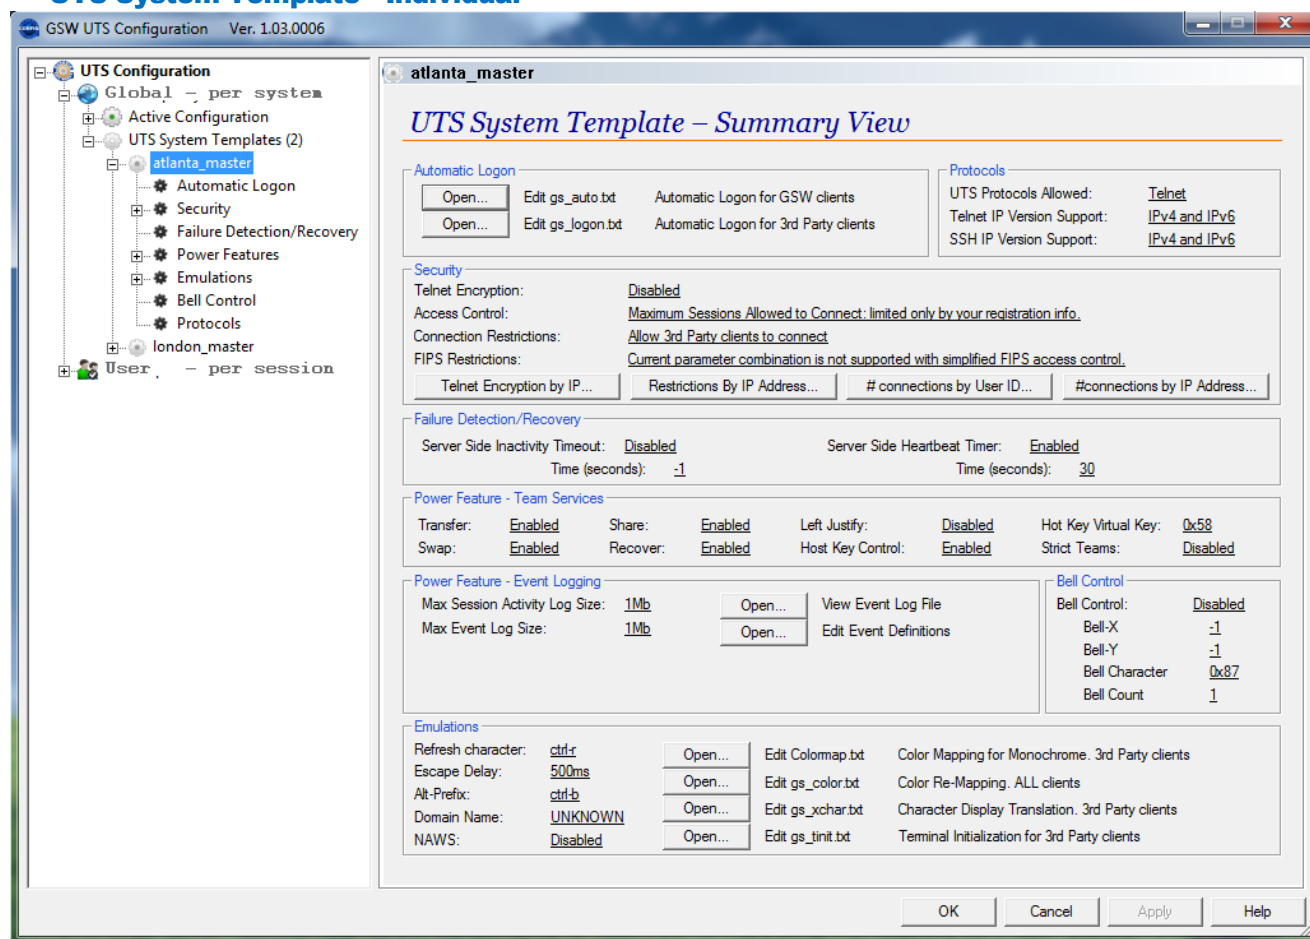 UTS System Template - Individual
GSW UTS Configuration Ver. 1.03.0006
UTS Configuration
Global - per system
Active Configuration
UTS System Templates (2)
atlanta_master
Automatic Logon
Security
Failure Detection/Recovery
Power Features
Emulations
Bell Control
Protocols
london_master
User - per session
atlanta_master
UTS System Template – Summary View
Automatic Logon
Open... Edit gs_auto.txt Automatic Logon for GSW clients
Open... Edit gs_logon.txt Automatic Logon for 3rd Party clients
Protocols
UTS Protocols Allowed: Telnet
Telnet IP Version Support: IPv4 and IPv6
SSH IP Version Support: IPv4 and IPv6
Security
Telnet Encryption: Disabled
Access Control: Maximum Sessions Allowed to Connect: limited only by your registration info.
Connection Restrictions: Allow 3rd Party clients to connect
FIPS Restrictions: Current parameter combination is not supported with simplified FIPS access control.
Telnet Encryption by IP... Restrictions By IP Address... # connections by User ID... #connections by IP Address...
Failure Detection/Recovery
Server Side Inactivity Timeout: Disabled Server Side Heartbeat Timer: Enabled
Time (seconds): -1 Time (seconds): 30
Power Feature - Team Services
Transfer: Enabled Share: Enabled Left Justify: Disabled Hot Key Virtual Key: 0x58
Swap: Enabled Recover: Enabled Host Key Control: Enabled Strict Teams: Disabled
Power Feature - Event Logging
Max Session Activity Log Size: 1Mb Open... View Event Log File
Max Event Log Size: 1Mb Open... Edit Event Definitions
Bell Control
Bell Control: Disabled
Bell-X -1
Bell-Y -1
Bell Character 0x87
Bell Count 1
Emulations
Refresh character: ctrl-r
Escape Delay: 500ms
Alt-Prefix: ctrl-b
Domain Name: UNKNOWN
NAWS: Disabled
Open... Edit Colormap.txt Color Mapping for Monochrome. 3rd Party clients
Open... Edit gs_color.txt Color Re-Mapping. ALL clients
Open... Edit gs_xchar.txt Character Display Translation. 3rd Party clients
Open... Edit gs_tinit.txt Terminal Initialization for 3rd Party clients
OK Cancel Apply Help